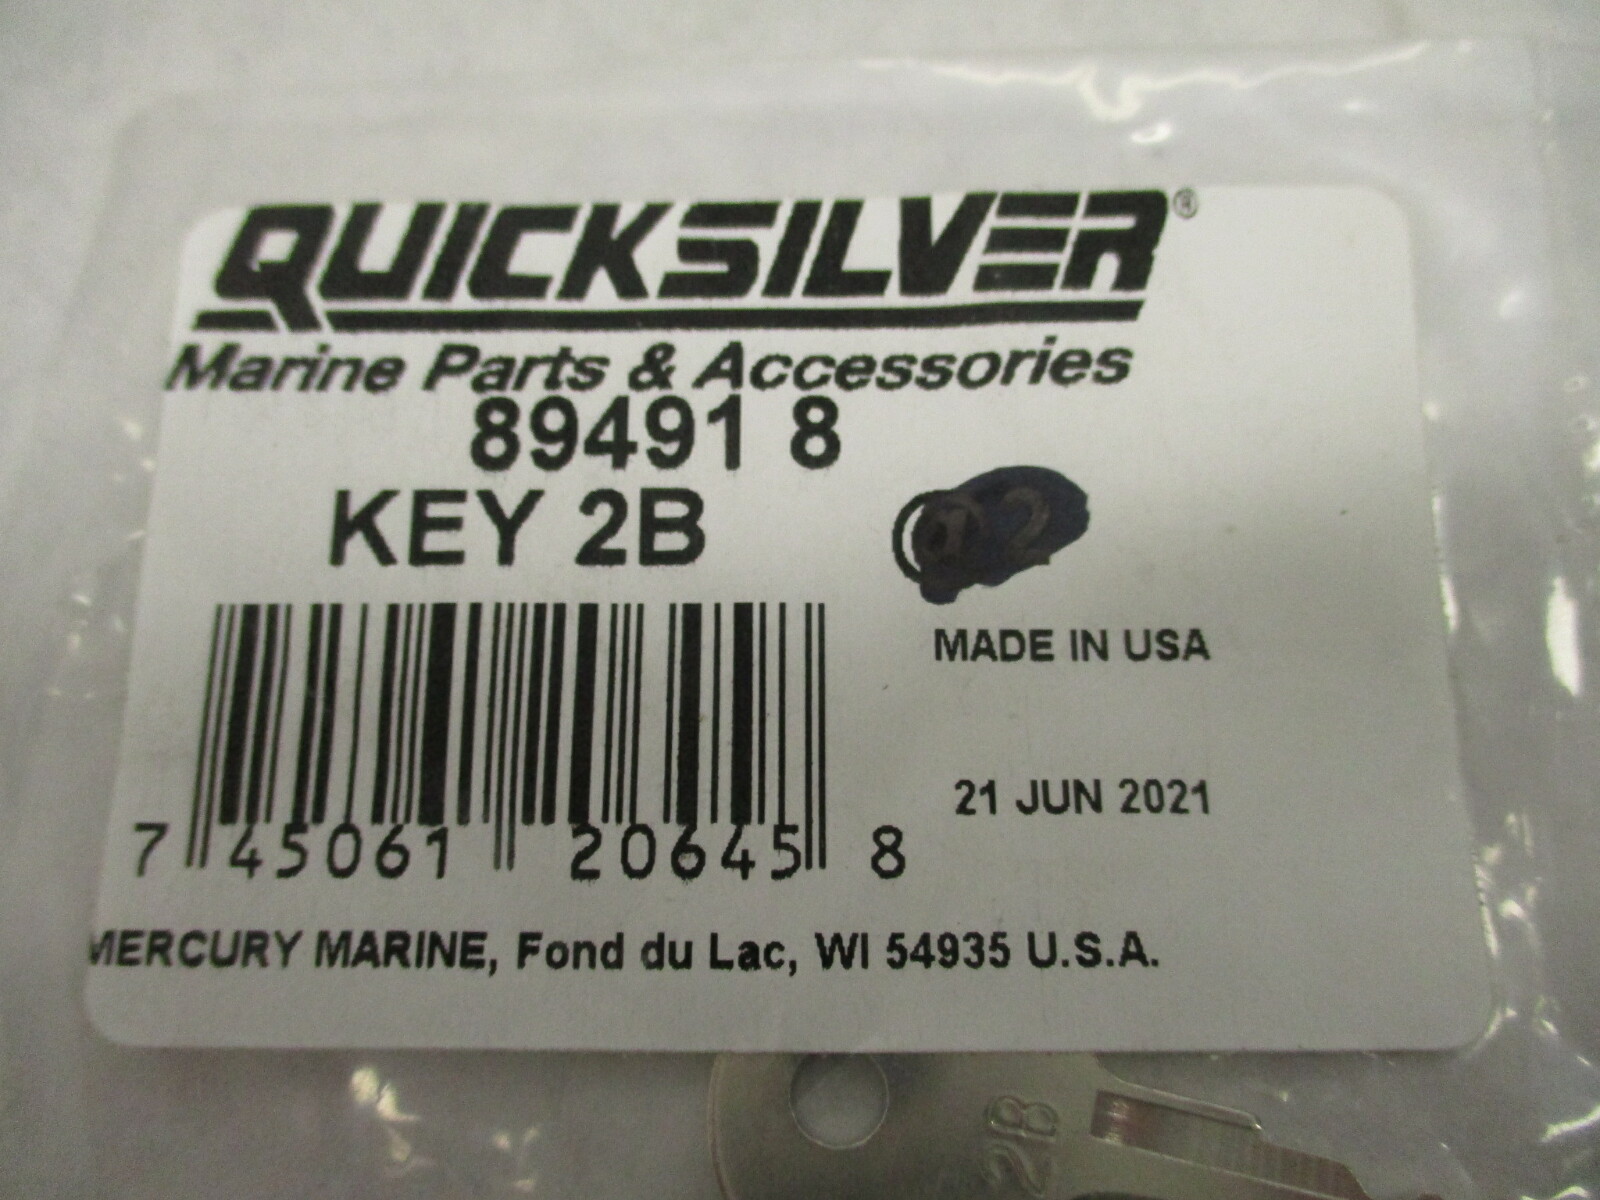 QUICKSILVER®
Marine Parts & Accessories
89491 8
KEY 2B
MADE IN USA
21 JUN 2021
7 45061 20645 8
MERCURY MARINE, Fond du Lac, WI 54935 U.S.A.
2B